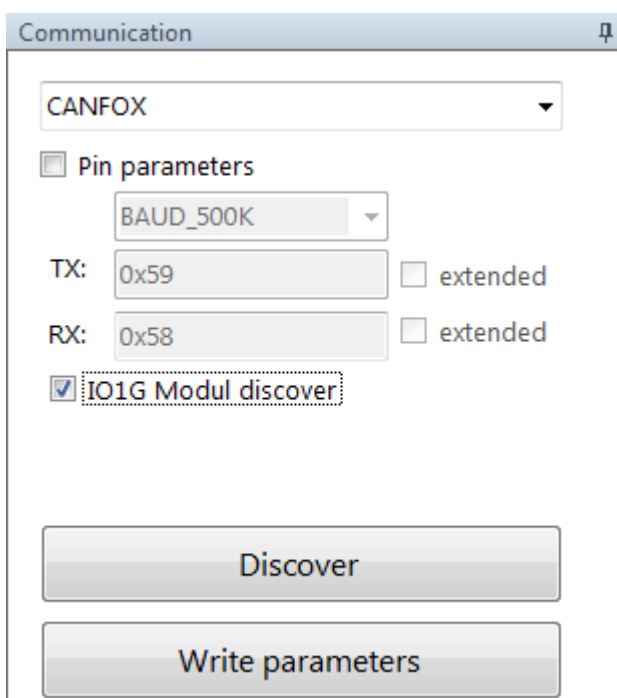 Communication
CANFOX
Pin parameters
BAUD_500K
TX: 0x59 extended
RX: 0x58 extended
IO1G Modul discover
Discover
Write parameters